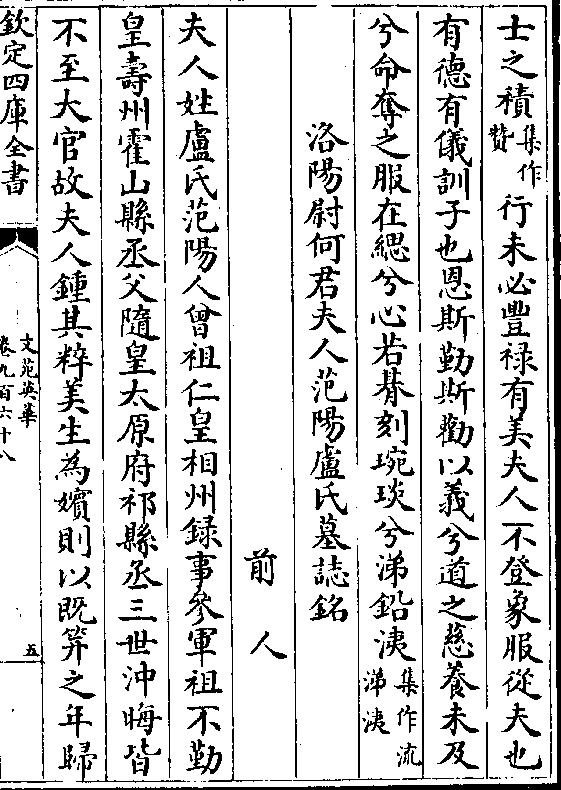 士之積集作贊行未必豐祿有美夫人不登象服從夫也
有德有儀訓子也恩斯勤斯勸以義兮道之慈養未及
兮命奪之服在緦兮心若朞刻琬琰兮涕鉛洟集作流涕洟
洛陽尉何君夫人范陽盧氏墓誌銘
前人
夫人姓盧氏范陽人曾祖仁皇相州録事參軍祖不勤
皇壽州霍山縣丞父隨皇太原府祁縣丞三世沖晦皆
不至大官故夫人鍾其粹美生為嬪則以既笄之年歸
欽定四庫全書
文苑英華
卷九百六十八
五